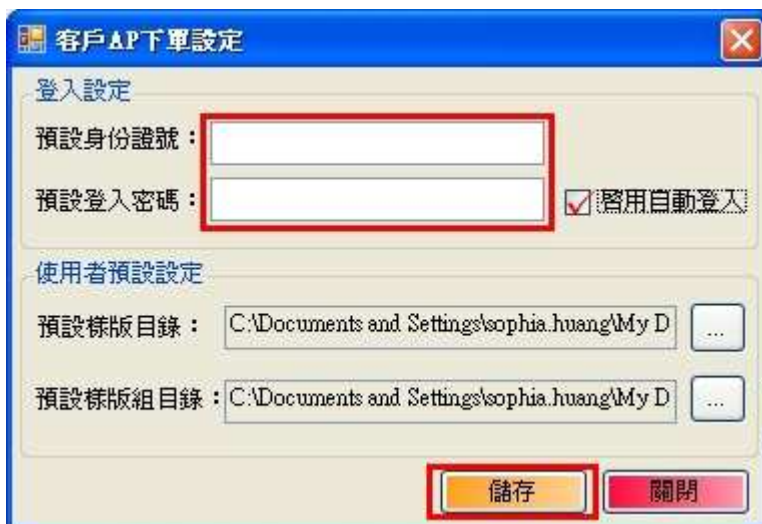 客戶AP下單設定
登入設定
預設身份證號：
預設登入密碼： 啓用自動登入
使用者預設設定
預設樣版目錄： C:\Documents and Settings\sophia.huang\My D ...
預設樣版組目錄： C:\Documents and Settings\sophia.huang\My D ...
儲存 關閉